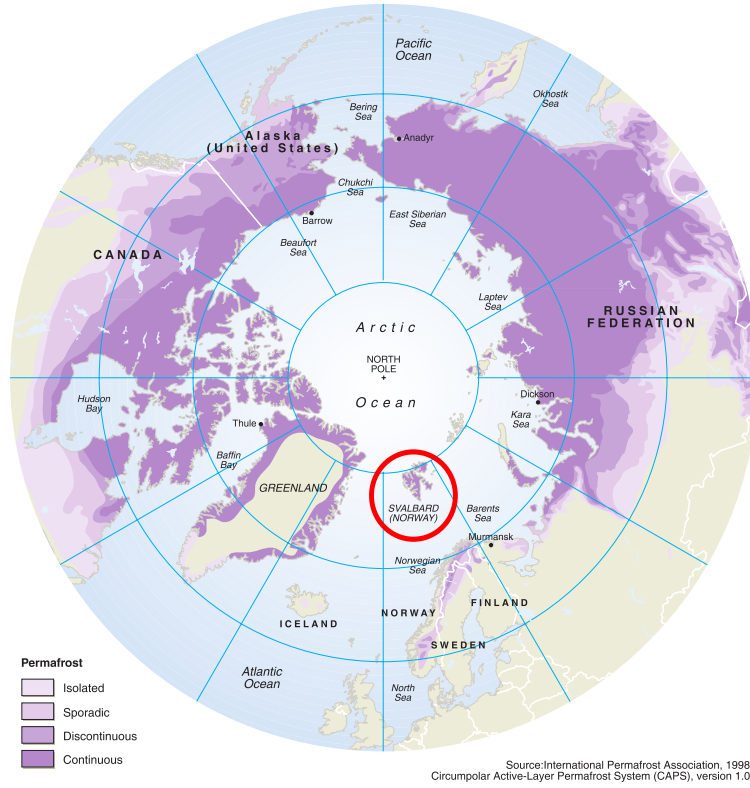 Pacific
Ocean
Okhostk
Sea
Bering
Sea
Alaska
(United States)
Anadyr
Chukchi
Sea
East Siberian
Sea
Barrow
Beaufort
Sea
CANADA
Laptev
Sea
RUSSIAN
FEDERATION
Arctic
NORTH
POLE
+
Ocean
Hudson
Bay
Dickson
Kara
Sea
Thule
Baffin
Bay
GREENLAND
SVALBARD
(NORWAY)
Barents
Sea
Murmansk
Norwegian
Sea
ICELAND
NORWAY
FINLAND
SWEDEN
Atlantic
Ocean
North
Sea
Permafrost
Isolated
Sporadic
Discontinuous
Continuous
Source:International Permafrost Association, 1998
Circumpolar Active-Layer Permafrost System (CAPS), version 1.0